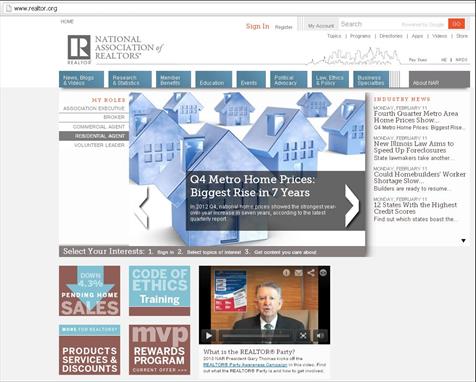 www.realtor.org
HOME
Sign In Register My Account Search GO
Topics | Programs | Directories | Apps | Videos | Store
NATIONAL
ASSOCIATION of
REALTORS®
REALTOR
News, Blogs
& Videos
Research
& Statistics
Member
Benefits
Education
Events
Political
Advocacy
Law, Ethics
& Policy
Business
Specialties
About NAR
MY ROLES
ASSOCIATION EXECUTIVE
BROKER
COMMERCIAL AGENT
RESIDENTIAL AGENT
VOLUNTEER LEADER
Q4 Metro Home Prices:
Biggest Rise in 7 Years
In 2012 Q4, national home prices showed the strongest year-
over-year increase in seven years, according to the latest
quarterly report.
Select Your Interests: 1. Sign in 2. Select topics of interest 3. Get content you care about
INDUSTRY NEWS
MONDAY, FEBRUARY 11
Fourth Quarter Metro Area
Home Prices Show...
Q4 Metro Home Prices: Biggest Rise...
MONDAY, FEBRUARY 11
New Illinois Law Aims to
Speed Up Foreclosures
State lawmakers take another...
MONDAY, FEBRUARY 11
Could Homebuilders' Worker
Shortage Slow...
Builders are ready to resume...
MONDAY, FEBRUARY 11
12 States With the Highest
Credit Scores
Find out which states boast the...
DOWN
4.3%
PENDING HOME
SALES
CODE OF
ETHICS
Training
MORE FOR REALTORS®
PRODUCTS
SERVICES &
DISCOUNTS
mvp
REWARDS
PROGRAM
CURRENT OFFER >>>
What is the REALTOR® Party?
2013 NAR President Gary Thomas kicks off the
REALTOR® Party Awareness Campaign in this video. Find
out what the REALTOR® Party is and how to get involved.